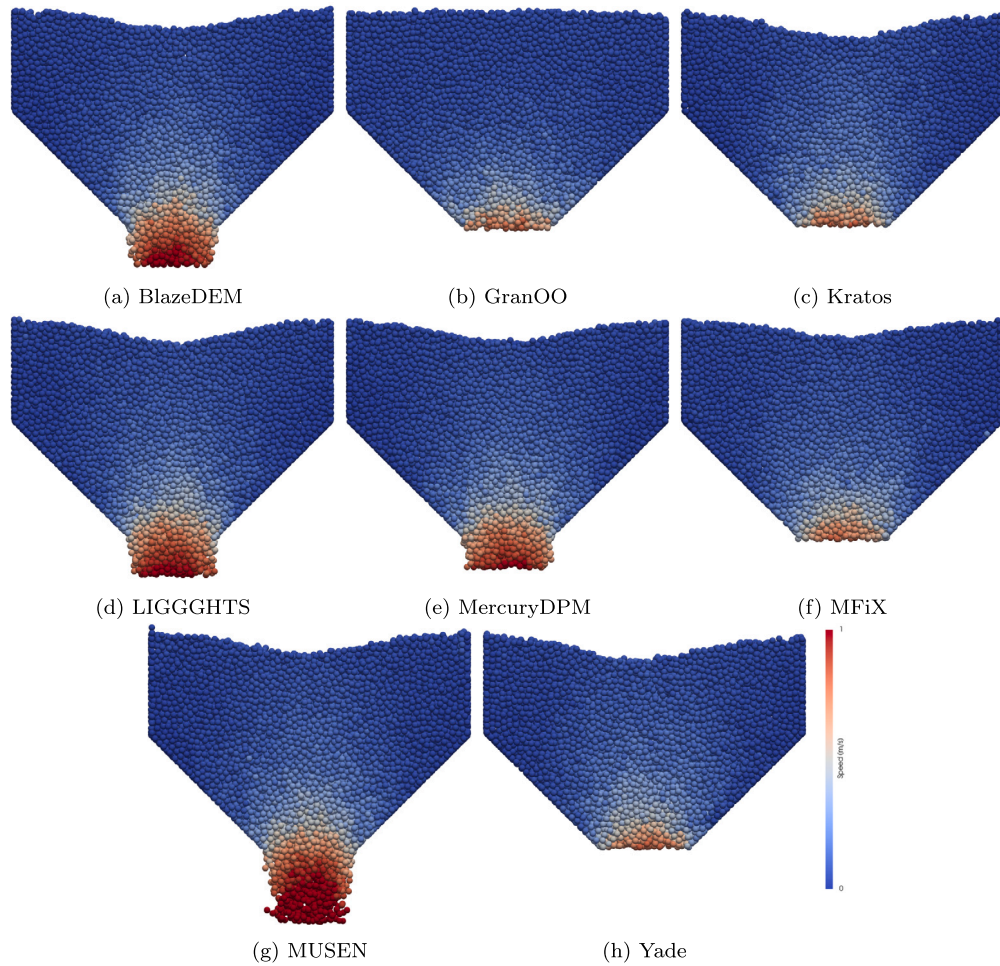 (a) BlazeDEM
(b) GranOO
(c) Kratos
(d) LIGGGHTS
(e) MercuryDPM
(f) MFiX
1
Speed (m/s)
0
(g) MUSEN
(h) Yade